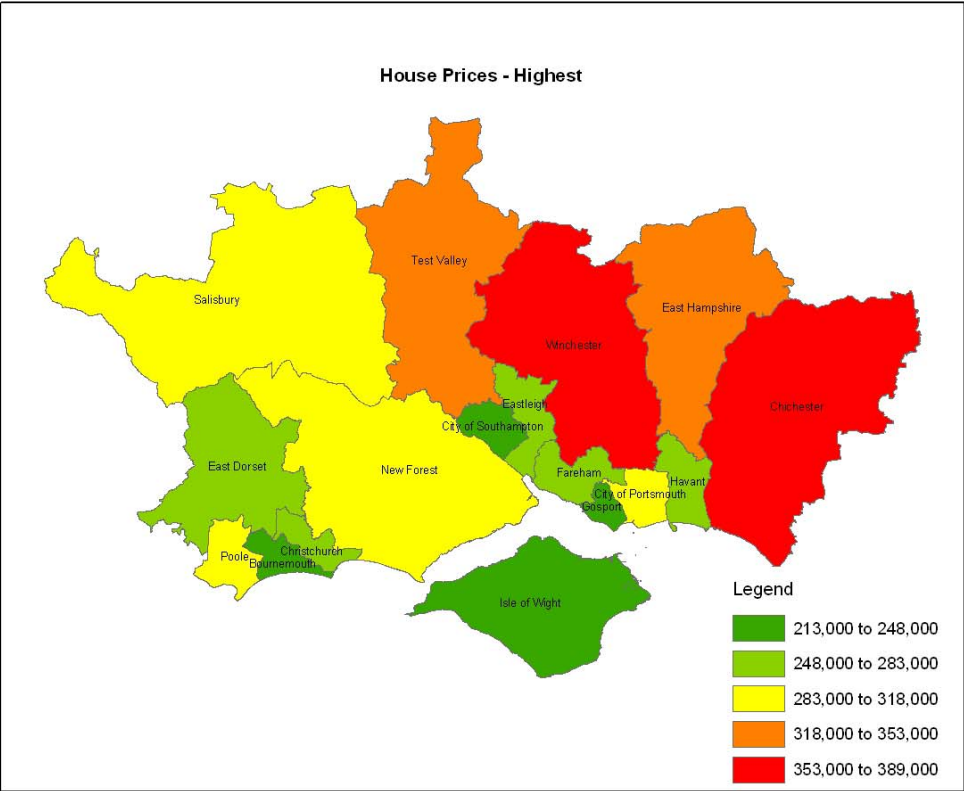 House Prices - Highest
Test Valley
Salisbury
East Hampshire
Winchester
Chichester
Eastleigh
City of Southampton
East Dorset
New Forest
Fareham
Havant
City of Portsmouth
Gosport
Christchurch
Poole
Bournemouth
Isle of Wight
Legend
213,000 to 248,000
248,000 to 283,000
283,000 to 318,000
318,000 to 353,000
353,000 to 389,000